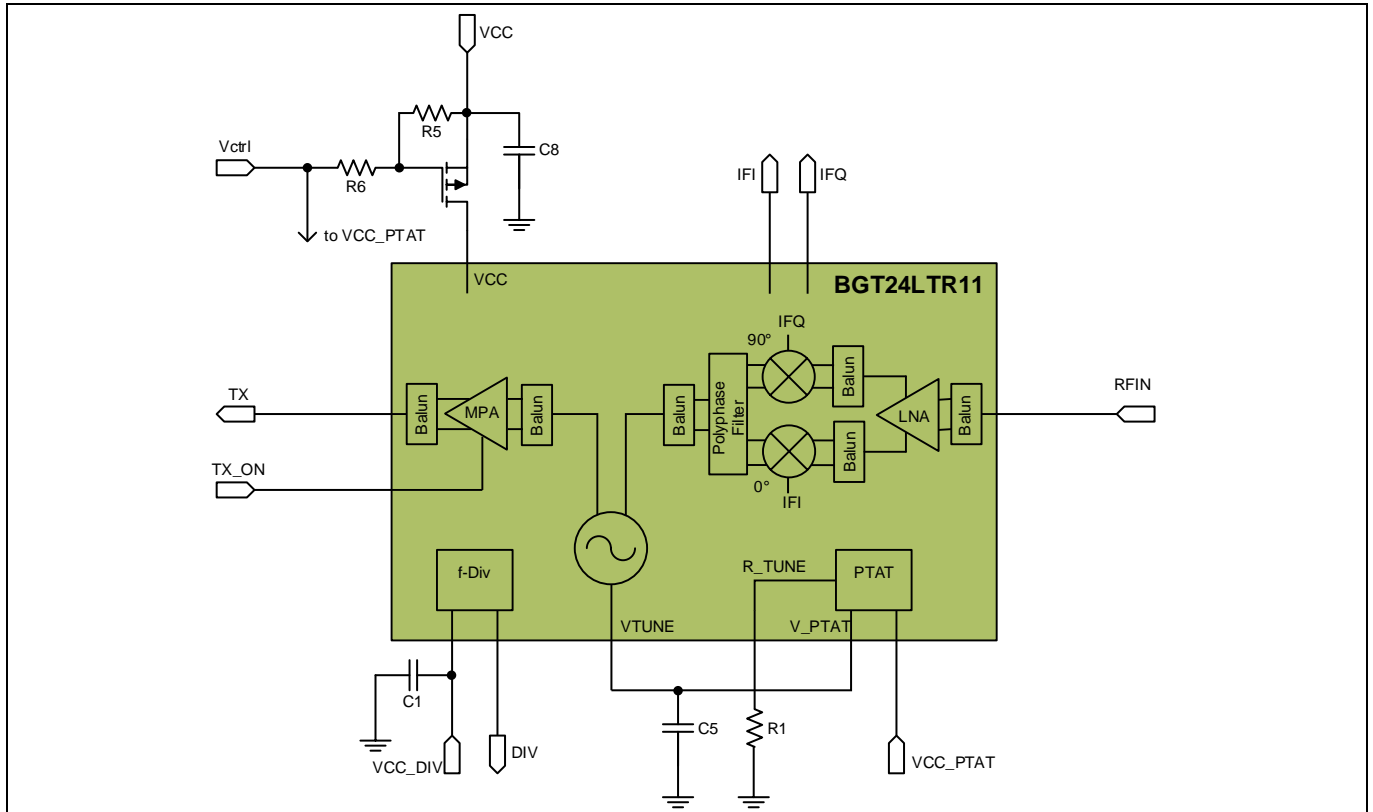 VCC
R5
Vctrl
C8
R6
IFI
IFQ
to VCC_PTAT
VCC
BGT24LTR11
IFQ
90°
Balun
TX
Balun
MPA
Balun
Balun
Polyphase
Filter
LNA
Balun
RFIN
Balun
TX_ON
0°
IFI
f-Div
R_TUNE
PTAT
VTUNE
V_PTAT
C1
C5
R1
VCC_DIV
DIV
VCC_PTAT